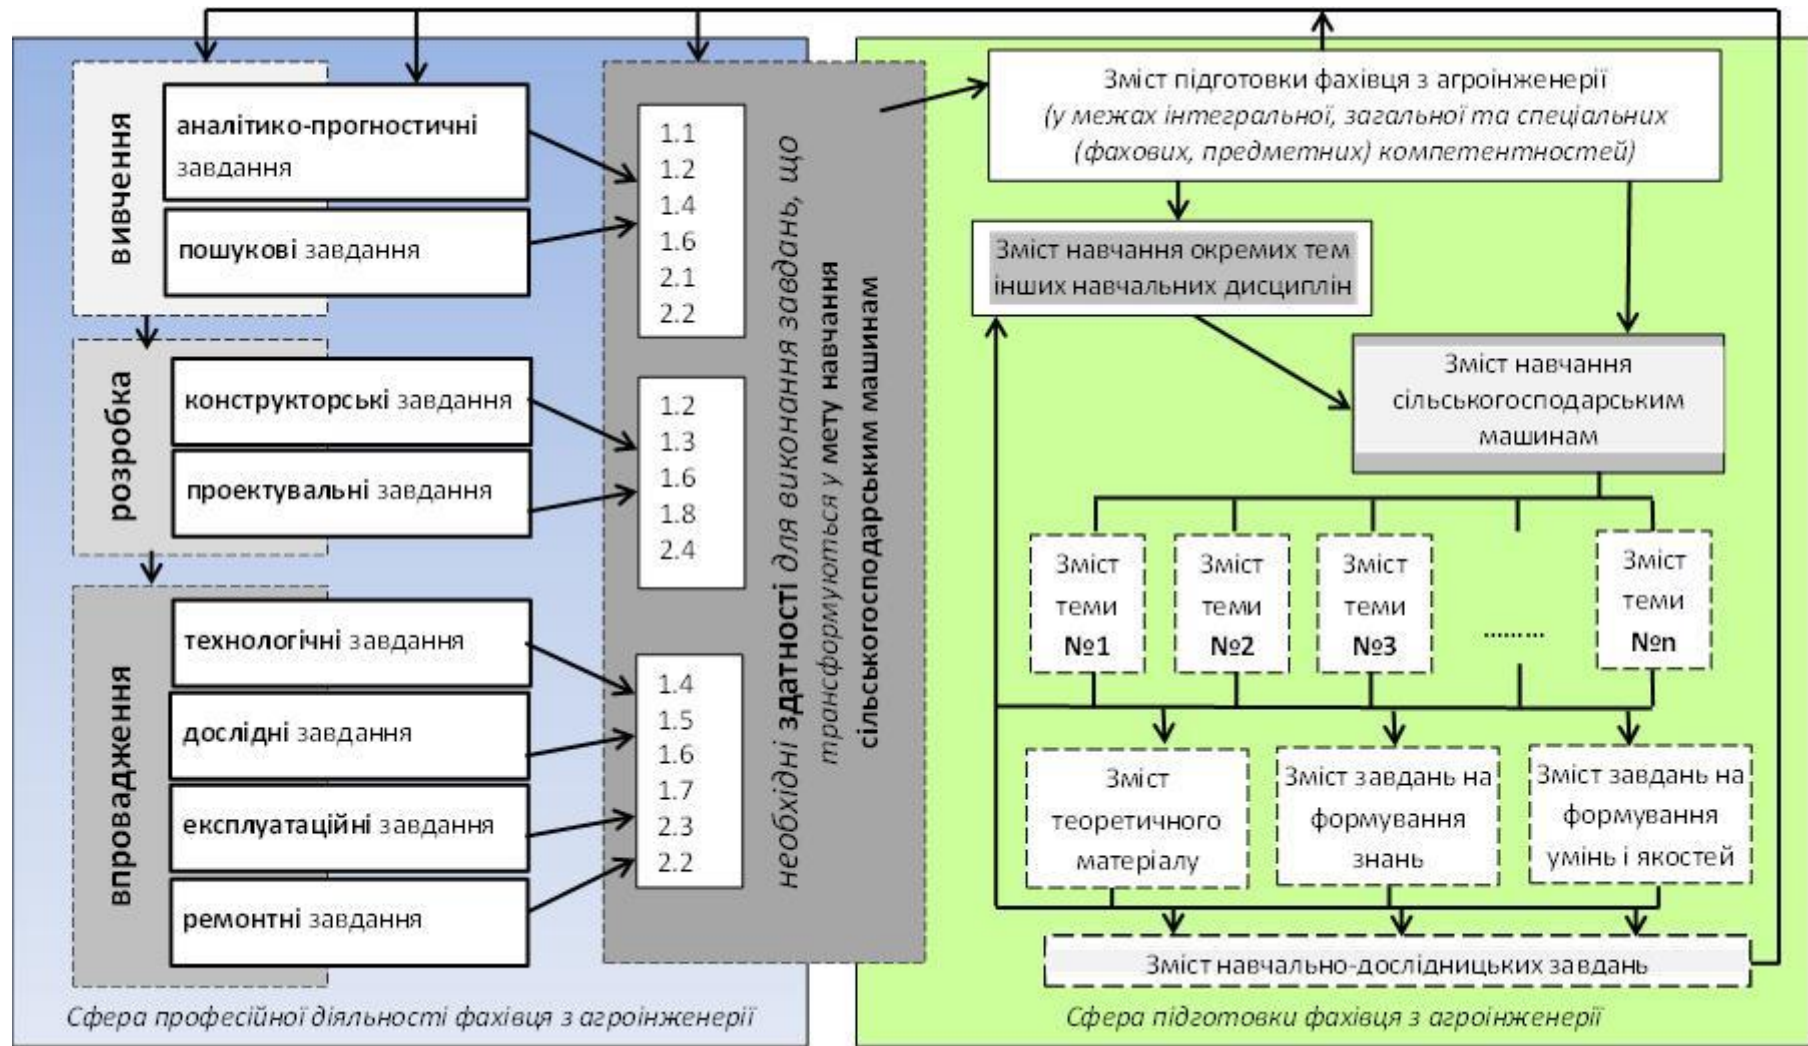 вивчення
аналітико-прогностичні
завдання
пошукові завдання
розробка
конструкторські завдання
проектувальні завдання
впровадження
технологічні завдання
дослідні завдання
експлуатаційні завдання
ремонтні завдання
1.1
1.2
1.4
1.6
2.1
2.2
1.2
1.3
1.6
1.8
2.4
1.4
1.5
1.6
1.7
2.3
2.2
необхідні здатності для виконання завдань, що
трансформуються у мету навчання
сільськогосподарським машинам
Сфера професійної діяльності фахівця з агроінженерії
Зміст підготовки фахівця з агроінженерії
(у межах інтегральної, загальної та спеціальних
(фахових, предметних) компетентностей)
Зміст навчання окремих тем
інших навчальних дисциплін
Зміст навчання
сільськогосподарським
машинам
Зміст
теми
№1
Зміст
теми
№2
Зміст
теми
№3
.........
Зміст
теми
№n
Зміст
теоретичного
матеріалу
Зміст завдань на
формування
знань
Зміст завдань на
формування
умінь і якостей
Зміст навчально-дослідницьких завдань
Сфера підготовки фахівця з агроінженерії